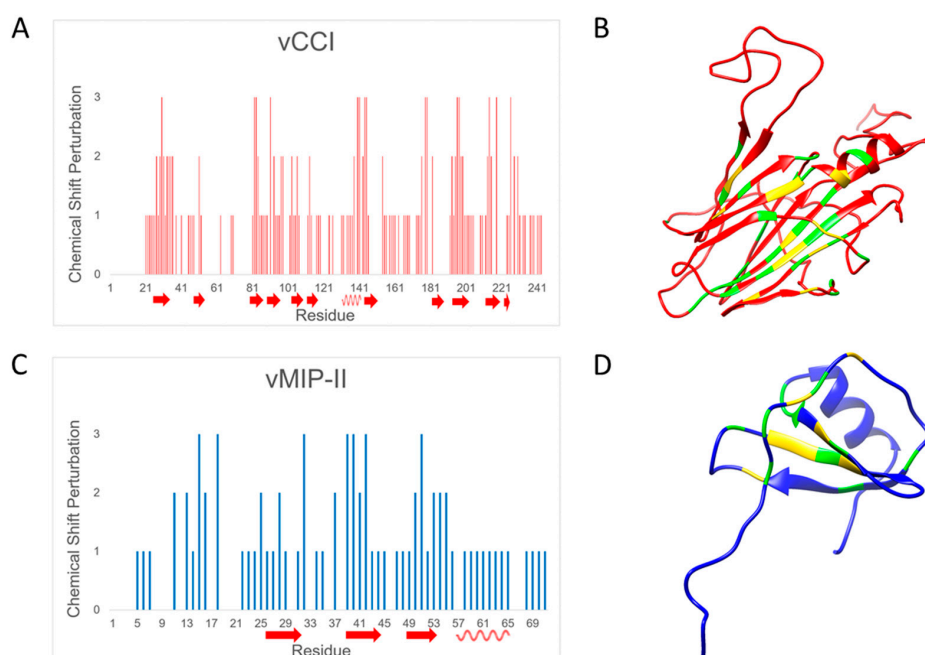 A
vCCI
Chemical Shift Perturbation
3
2
1
0
1 21 41 61 81 101 121 141 161 181 201 221 241
Residue
B
C
vMIP-II
Chemical Shift Perturbation
3
2
1
0
1 5 9 13 17 21 25 29 33 37 41 45 49 53 57 61 65 69
Residue
D